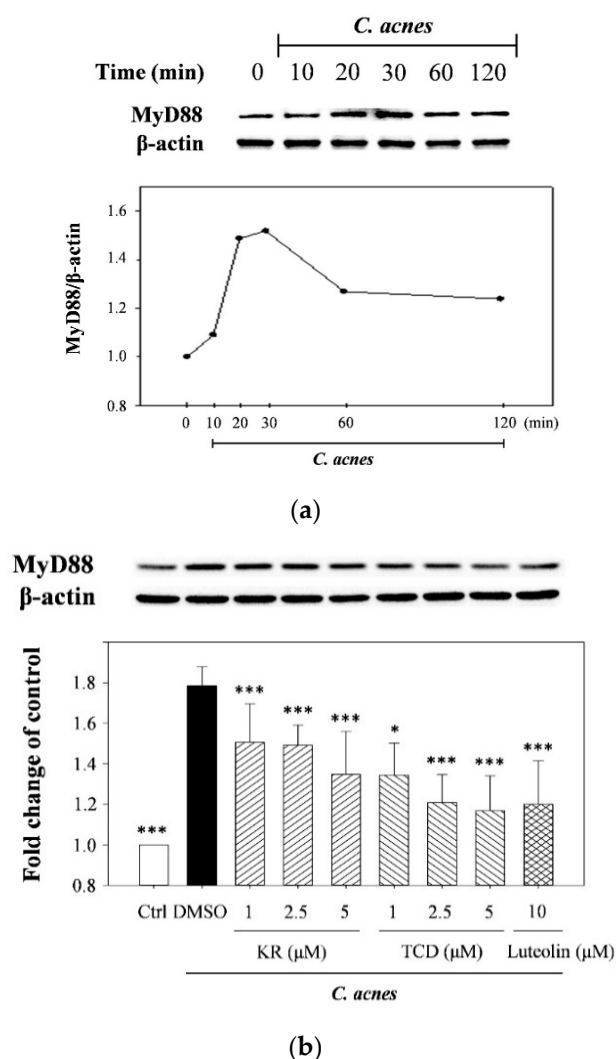 C. acnes
Time (min) 0 10 20 30 60 120
MyD88
β-actin
MyD88/β-actin
1.6
1.4
1.2
1.0
0.8
0 10 20 30 60 120 (min)
C. acnes
(a)
MyD88
β-actin
Fold change of control
1.8
1.6
1.4
1.2
1.0
0.8
*** *** *** *** * *** *** ***
Ctrl DMSO 1 2.5 5 1 2.5 5 10
KR (μM) TCD (μM) Luteolin (μM)
C. acnes
(b)